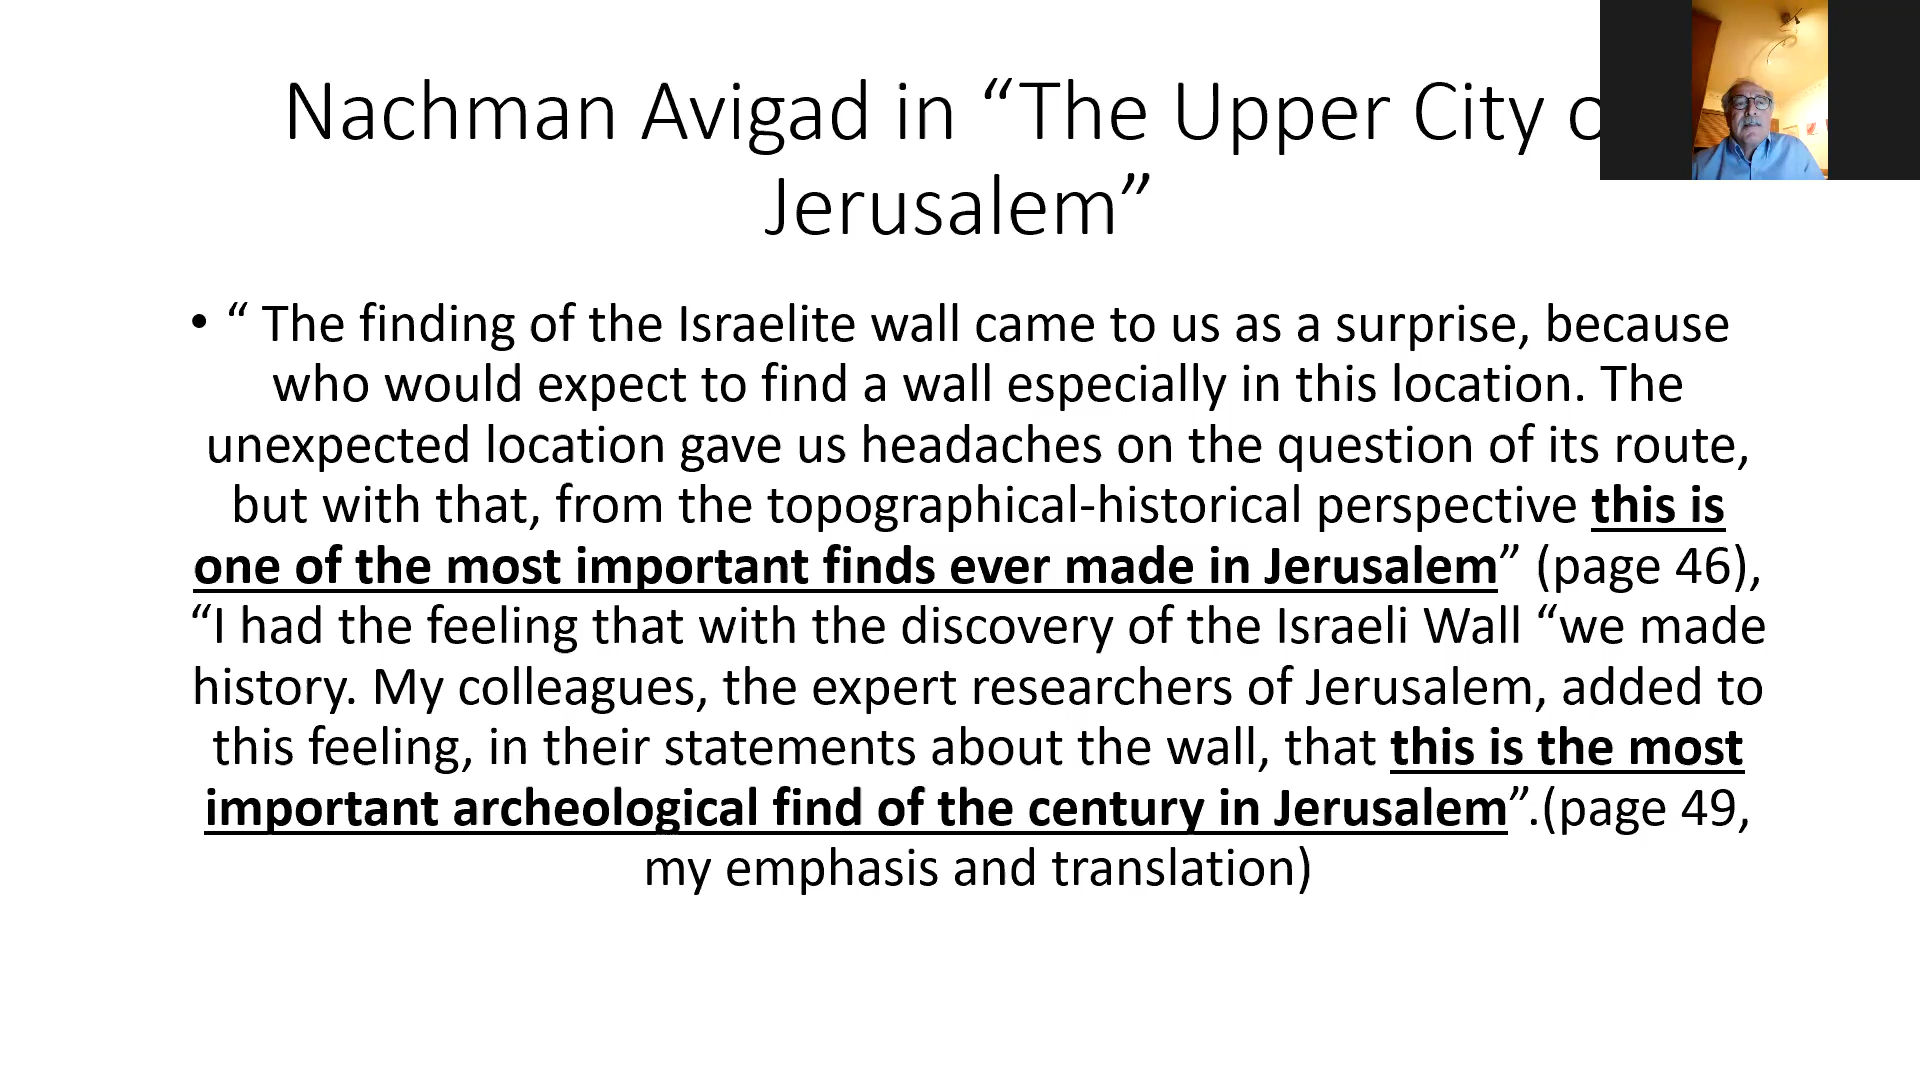 Nachman Avigad in “The Upper City o
Jerusalem”
• “ The finding of the Israelite wall came to us as a surprise, because
who would expect to find a wall especially in this location. The
unexpected location gave us headaches on the question of its route,
but with that, from the topographical-historical perspective this is
one of the most important finds ever made in Jerusalem” (page 46),
“I had the feeling that with the discovery of the Israeli Wall “we made
history. My colleagues, the expert researchers of Jerusalem, added to
this feeling, in their statements about the wall, that this is the most
important archeological find of the century in Jerusalem”.(page 49,
my emphasis and translation)